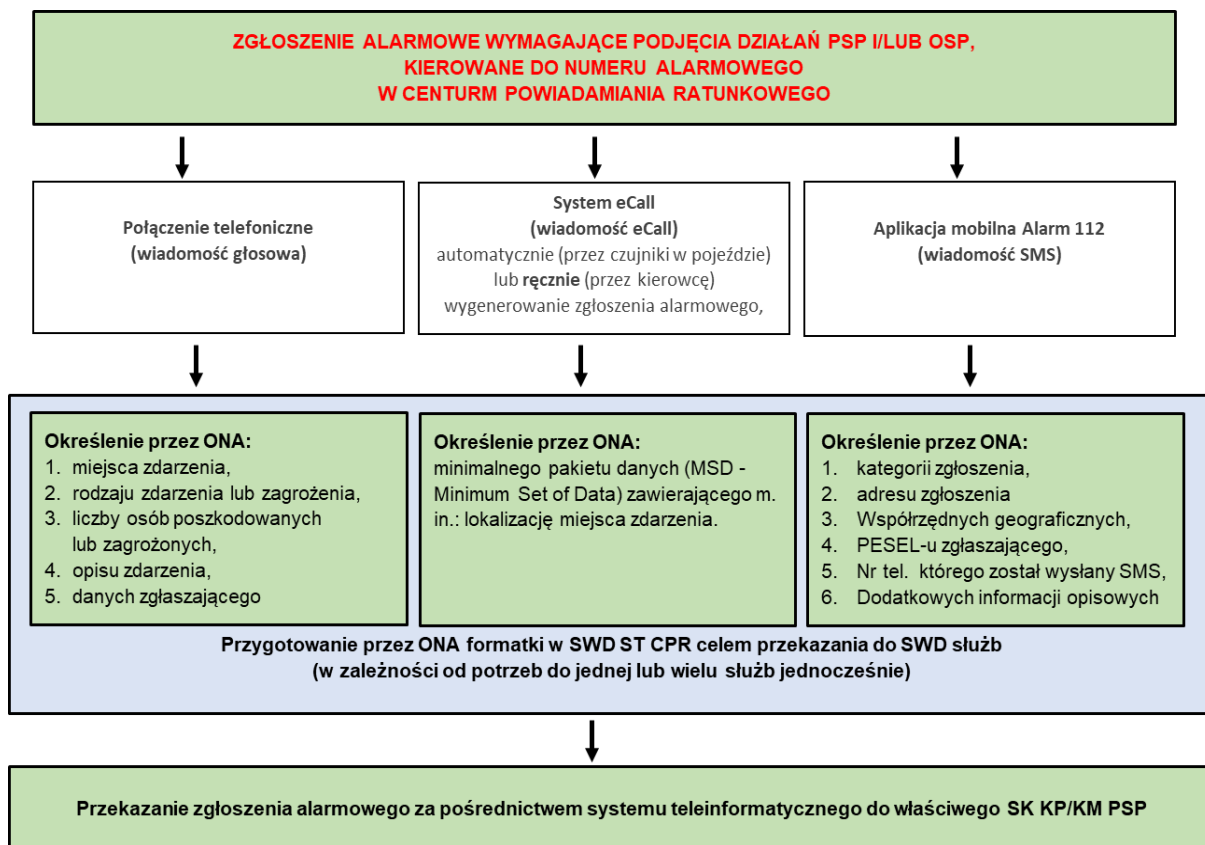 ZGŁOSZENIE ALARMOWE WYMAGAJĄCE PODJĘCIA DZIAŁAŃ PSP I/LUB OSP,
KIEROWANE DO NUMERU ALARMOWEGO
W CENTURM POWIADAMIANIA RATUNKOWEGO
Połączenie telefoniczne
(wiadomość głosowa)
System eCall
(wiadomość eCall)
automatycznie (przez czujniki w pojeździe)
lub ręcznie (przez kierowcę)
wygenerowanie zgłoszenia alarmowego,
Aplikacja mobilna Alarm 112
(wiadomość SMS)
Określenie przez ONA:
1. miejsca zdarzenia,
2. rodzaju zdarzenia lub zagrożenia,
3. liczby osób poszkodowanych
lub zagrożonych,
4. opisu zdarzenia,
5. danych zgłaszającego
Określenie przez ONA:
minimalnego pakietu danych (MSD -
Minimum Set of Data) zawierającego m.
in.: lokalizację miejsca zdarzenia.
Określenie przez ONA:
1. kategorii zgłoszenia,
2. adresu zgłoszenia
3. Współrzędnych geograficznych,
4. PESEL-u zgłaszającego,
5. Nr tel. którego został wysłany SMS,
6. Dodatkowych informacji opisowych
Przygotowanie przez ONA formatki w SWD ST CPR celem przekazania do SWD służb
(w zależności od potrzeb do jednej lub wielu służb jednocześnie)
Przekazanie zgłoszenia alarmowego za pośrednictwem systemu teleinformatycznego do właściwego SK KP/KM PSP